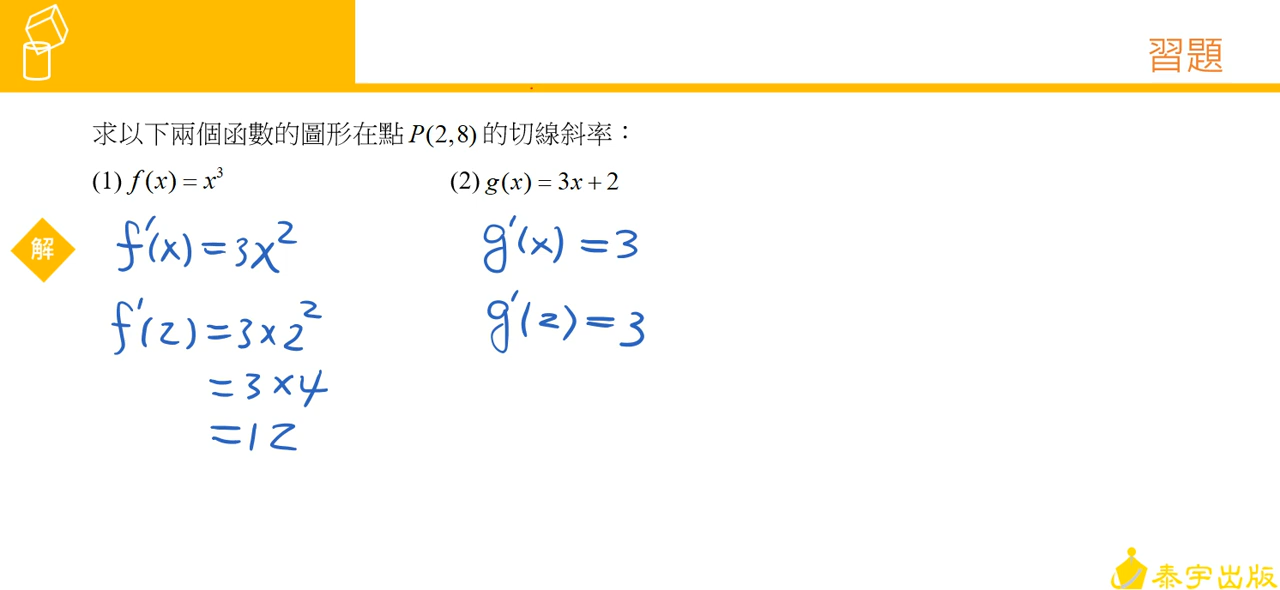 習題
求以下兩個函數的圖形在點 P(2,8) 的切線斜率：
(1) f(x) = x³
(2) g(x) = 3x + 2
解
f′(x) = 3x²
f′(2) = 3×2²
= 3×4
= 12
g′(x) = 3
g′(2) = 3
泰宇出版